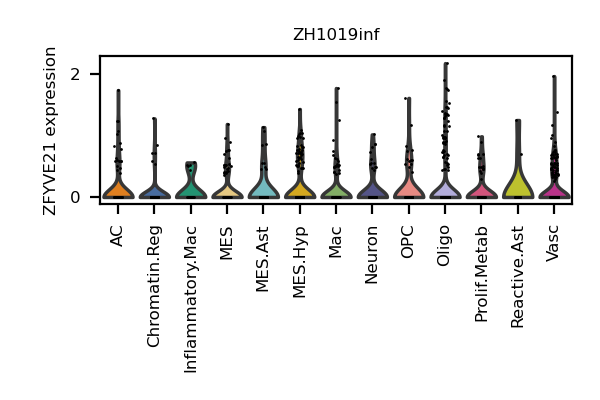 ZH1019inf
ZFYVE21 expression
2
0
AC
Chromatin.Reg
Inflammatory.Mac
MES
MES.Ast
MES.Hyp
Mac
Neuron
OPC
Oligo
Prolif.Metab
Reactive.Ast
Vasc